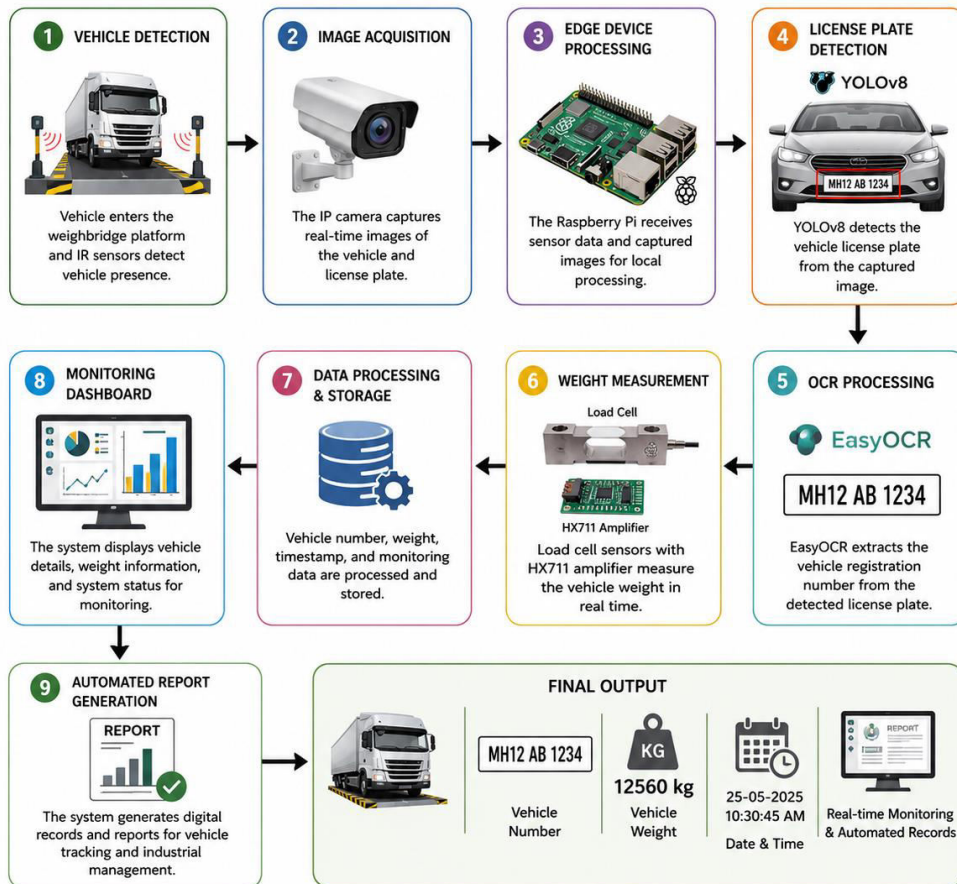 1 VEHICLE DETECTION
Vehicle enters the
weighbridge platform
and IR sensors detect
vehicle presence.
2 IMAGE ACQUISITION
The IP camera captures
real-time images of
the vehicle and
license plate.
3 EDGE DEVICE
PROCESSING
The Raspberry Pi receives
sensor data and captured
images for local
processing.
4 LICENSE PLATE
DETECTION
YOLOv8
MH12 AB 1234
YOLOv8 detects the
vehicle license plate
from the captured
image.
8 MONITORING
DASHBOARD
The system displays vehicle
details, weight information,
and system status for
monitoring.
7 DATA PROCESSING
& STORAGE
Vehicle number, weight,
timestamp, and monitoring
data are processed and
stored.
6 WEIGHT MEASUREMENT
Load Cell
HX711 Amplifier
Load cell sensors with
HX711 amplifier measure
the vehicle weight in
real time.
5 OCR PROCESSING
EasyOCR
MH12 AB 1234
EasyOCR extracts the
vehicle registration
number from the
detected license plate.
9 AUTOMATED REPORT
GENERATION
REPORT
The system generates digital
records and reports for vehicle
tracking and industrial
management.
FINAL OUTPUT
MH12 AB 1234
Vehicle
Number
KG
12560 kg
Vehicle
Weight
25-05-2025
10:30:45 AM
Date & Time
REPORT
Real-time Monitoring
& Automated Records